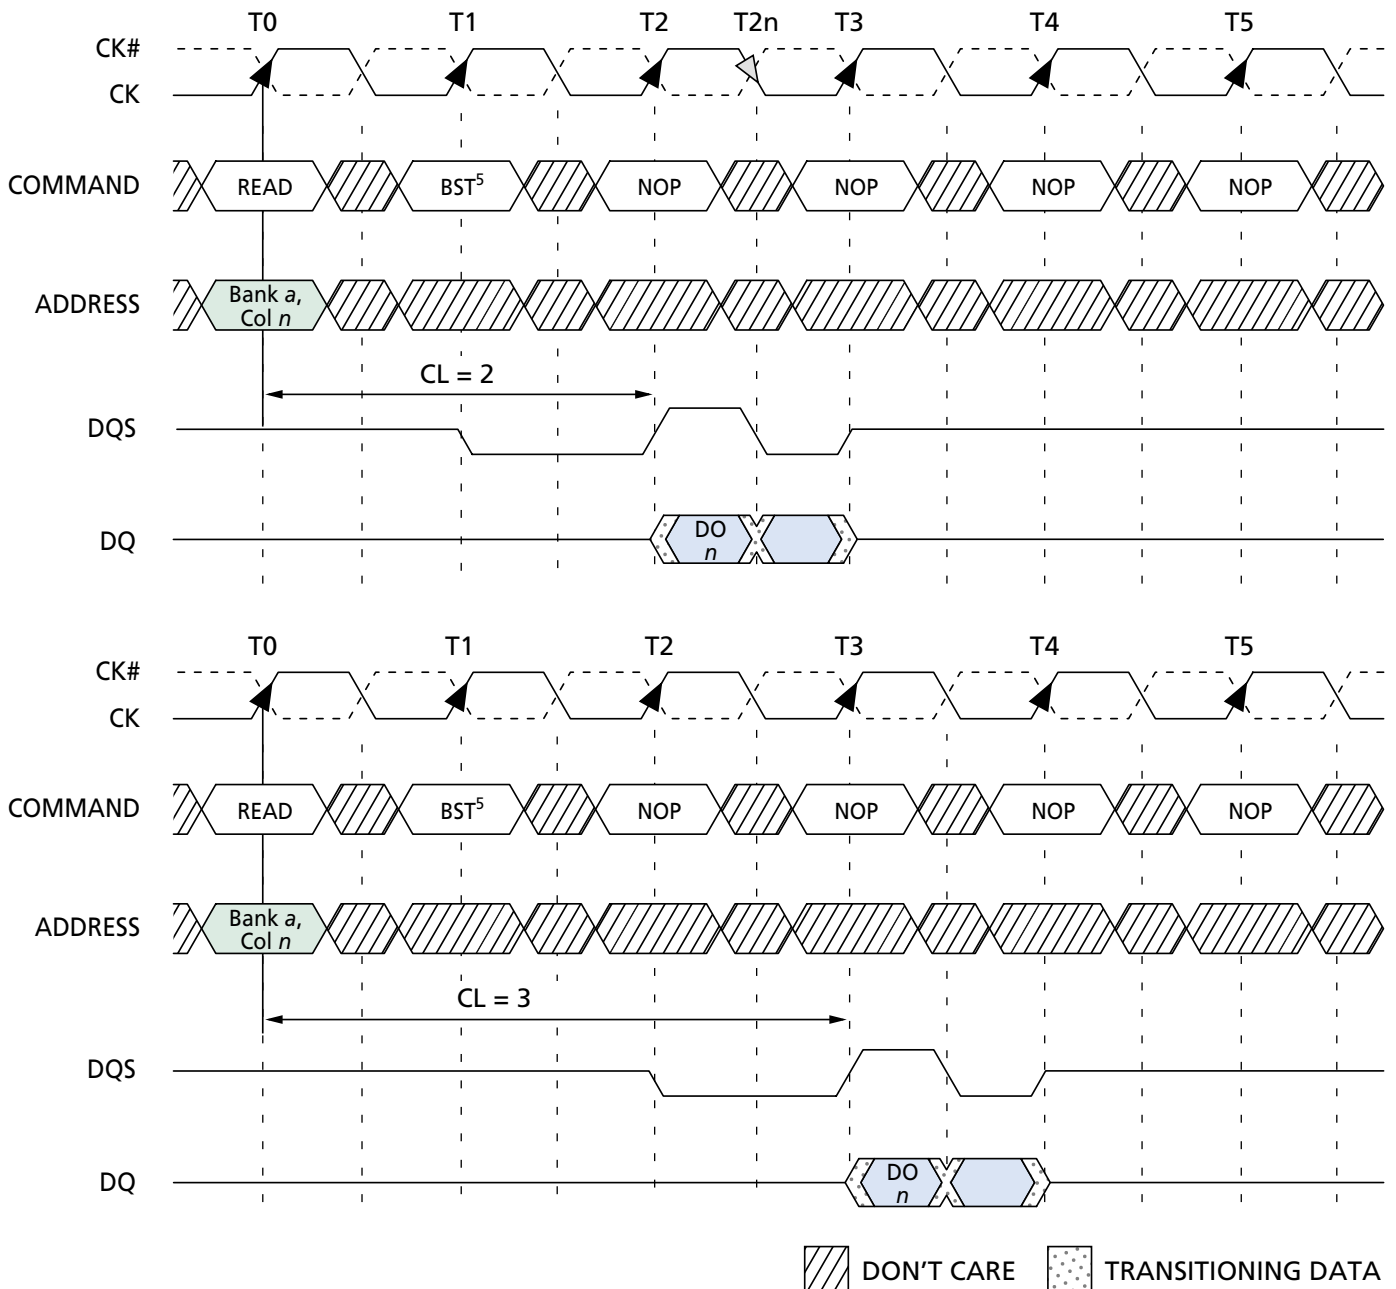 T0 T1 T2 T2n T3 T4 T5
CK#
CK
COMMAND READ BST5 NOP NOP NOP NOP
ADDRESS Bank a, Col n
CL = 2
DQS
DQ DO n
T0 T1 T2 T3 T4 T5
CK#
CK
COMMAND READ BST5 NOP NOP NOP NOP
ADDRESS Bank a, Col n
CL = 3
DQS
DQ DO n
DON'T CARE TRANSITIONING DATA